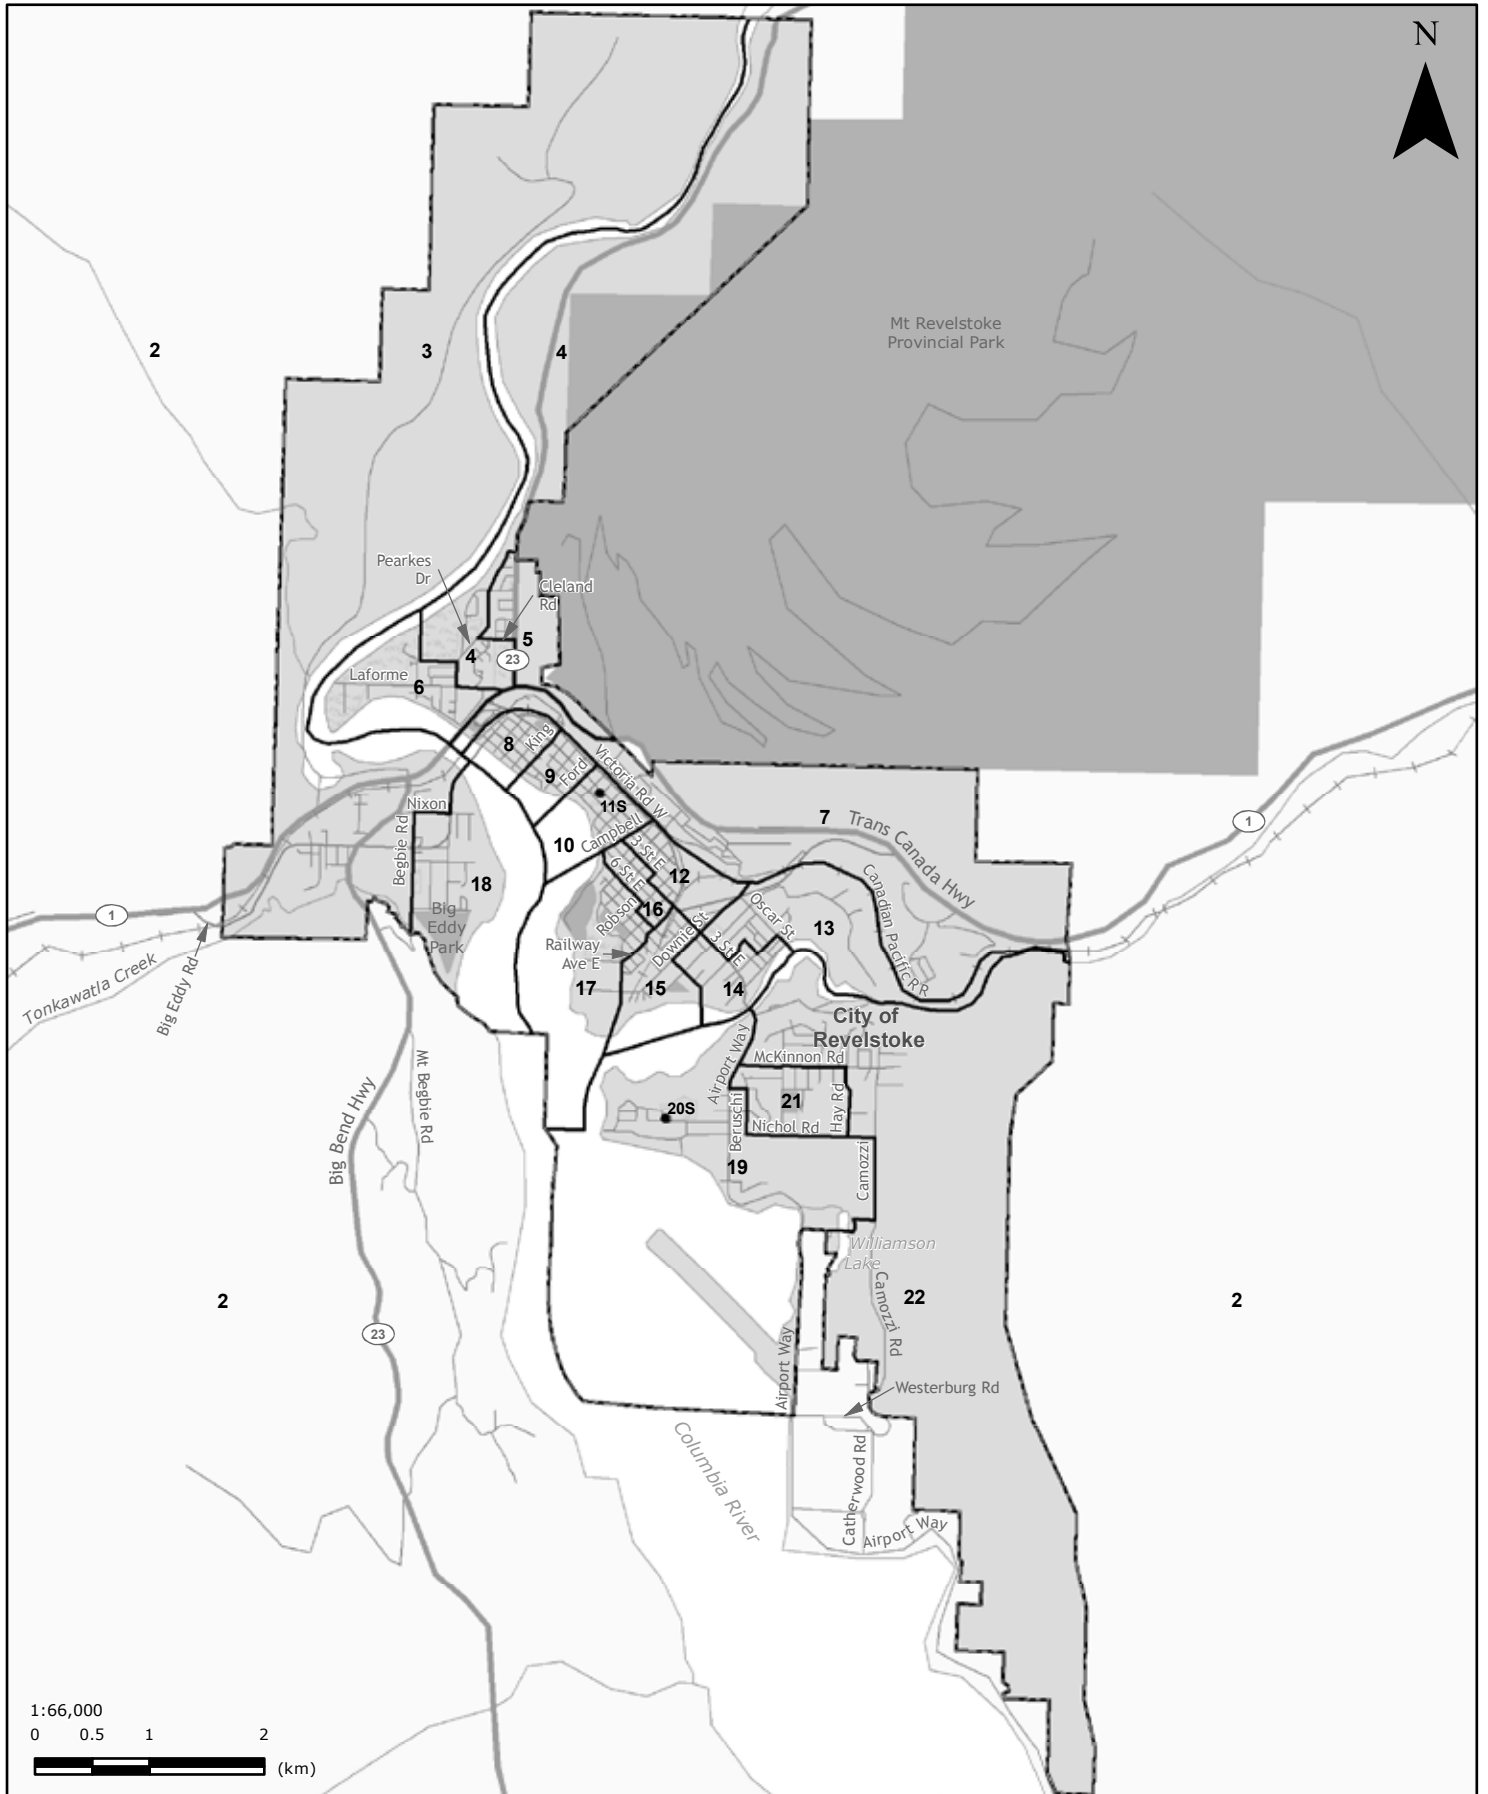 N
Mt Revelstoke
Provincial Park
2
3
4
Pearkes
Dr
Cleland
Rd
5
4
23
Laforme
6
8
King
Victoria Rd W
9
Ford
11S
7
Trans Canada Hwy
1
Nixon
Begbie Rd
10
Campbell
3 St E
6 St E
12
18
Big
Eddy
Park
16
Robson
Oscar St
13
Canadian Pacific RR
1
Downie St
3 St E
Railway
Ave E
Tonkawatla Creek
Big Eddy Rd
17
15
14
City of
Revelstoke
Airport Way
McKinnon Rd
Mt Begbie Rd
Big Bend Hwy
20S
21
Hay Rd
Beruschi
Nichol Rd
19
Camozzi
Williamson
Lake
2
22
2
Camozzi Rd
23
Airport Way
Westerburg Rd
Columbia River
Catherwood Rd
Airport Way
1:66,000
0 0.5 1 2
(km)